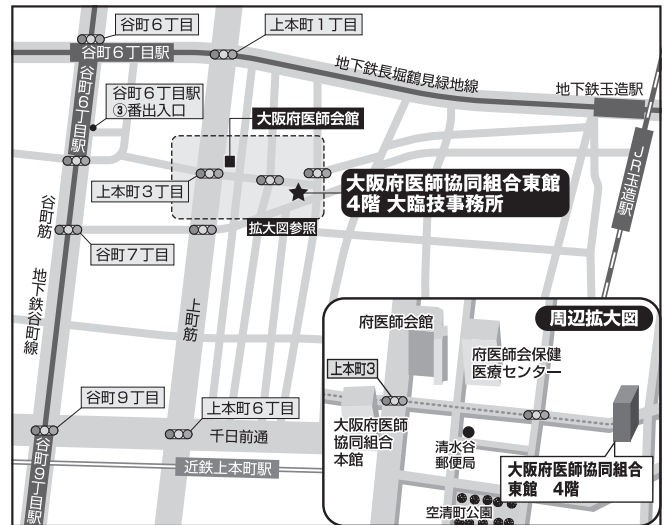 谷町6丁目
上本町1丁目
谷町6丁目駅
地下鉄長堀鶴見緑地線
地下鉄玉造駅
谷町6丁目駅
谷町6丁目駅
③番出入口
大阪府医師会館
JR玉造駅
上本町3丁目
大阪府医師協同組合東館
4階 大臨技事務所
谷町筋
拡大図参照
谷町7丁目
地下鉄谷町線
上町筋
周辺拡大図
府医師会館
府医師会保健
医療センター
上本町3
谷町9丁目
上本町6丁目
千日前通
大阪府医師
協同組合
本館
清水谷
郵便局
谷町9丁目駅
近鉄上本町駅
大阪府医師協同組合
東館 4階
空清町公園